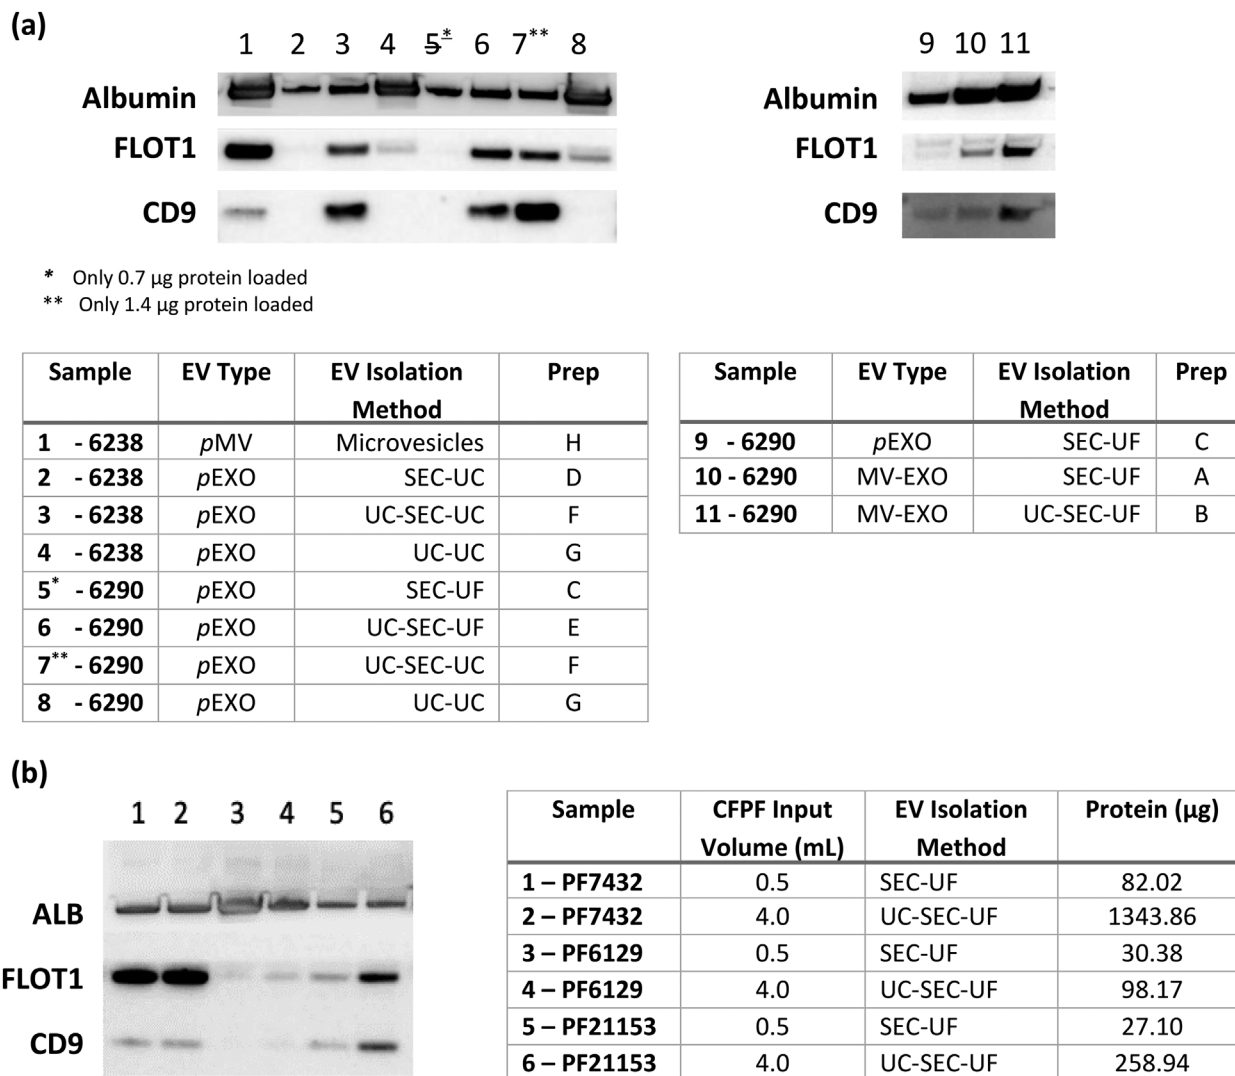 (a)
1 2 3 4 5* 6 7** 8
Albumin
FLOT1
CD9
9 10 11
Albumin
FLOT1
CD9
* Only 0.7 µg protein loaded
** Only 1.4 µg protein loaded
Sample EV Type EV Isolation Method Prep
1 - 6238 pMV Microvesicles H
2 - 6238 pEXO SEC-UC D
3 - 6238 pEXO UC-SEC-UC F
4 - 6238 pEXO UC-UC G
5* - 6290 pEXO SEC-UF C
6 - 6290 pEXO UC-SEC-UF E
7** - 6290 pEXO UC-SEC-UC F
8 - 6290 pEXO UC-UC G
Sample EV Type EV Isolation Method Prep
9 - 6290 pEXO SEC-UF C
10 - 6290 MV-EXO SEC-UF A
11 - 6290 MV-EXO UC-SEC-UF B
(b)
1 2 3 4 5 6
ALB
FLOT1
CD9
Sample CFPF Input Volume (mL) EV Isolation Method Protein (µg)
1 – PF7432 0.5 SEC-UF 82.02
2 – PF7432 4.0 UC-SEC-UF 1343.86
3 – PF6129 0.5 SEC-UF 30.38
4 – PF6129 4.0 UC-SEC-UF 98.17
5 – PF21153 0.5 SEC-UF 27.10
6 – PF21153 4.0 UC-SEC-UF 258.94